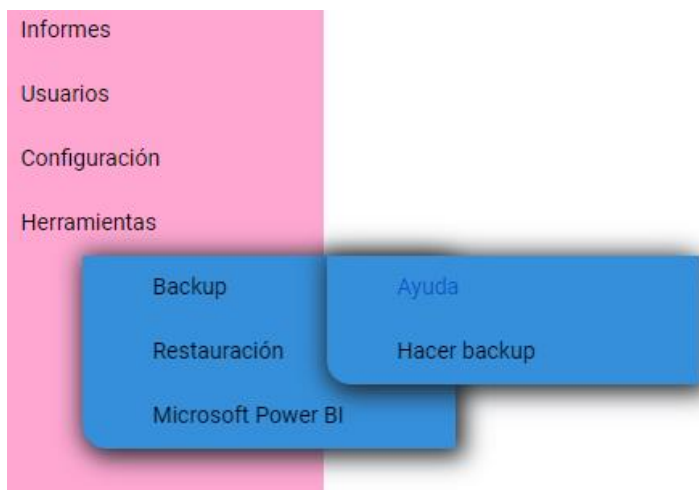 Informes
Usuarios
Configuración
Herramientas
Backup
Ayuda
Restauración
Hacer backup
Microsoft Power BI